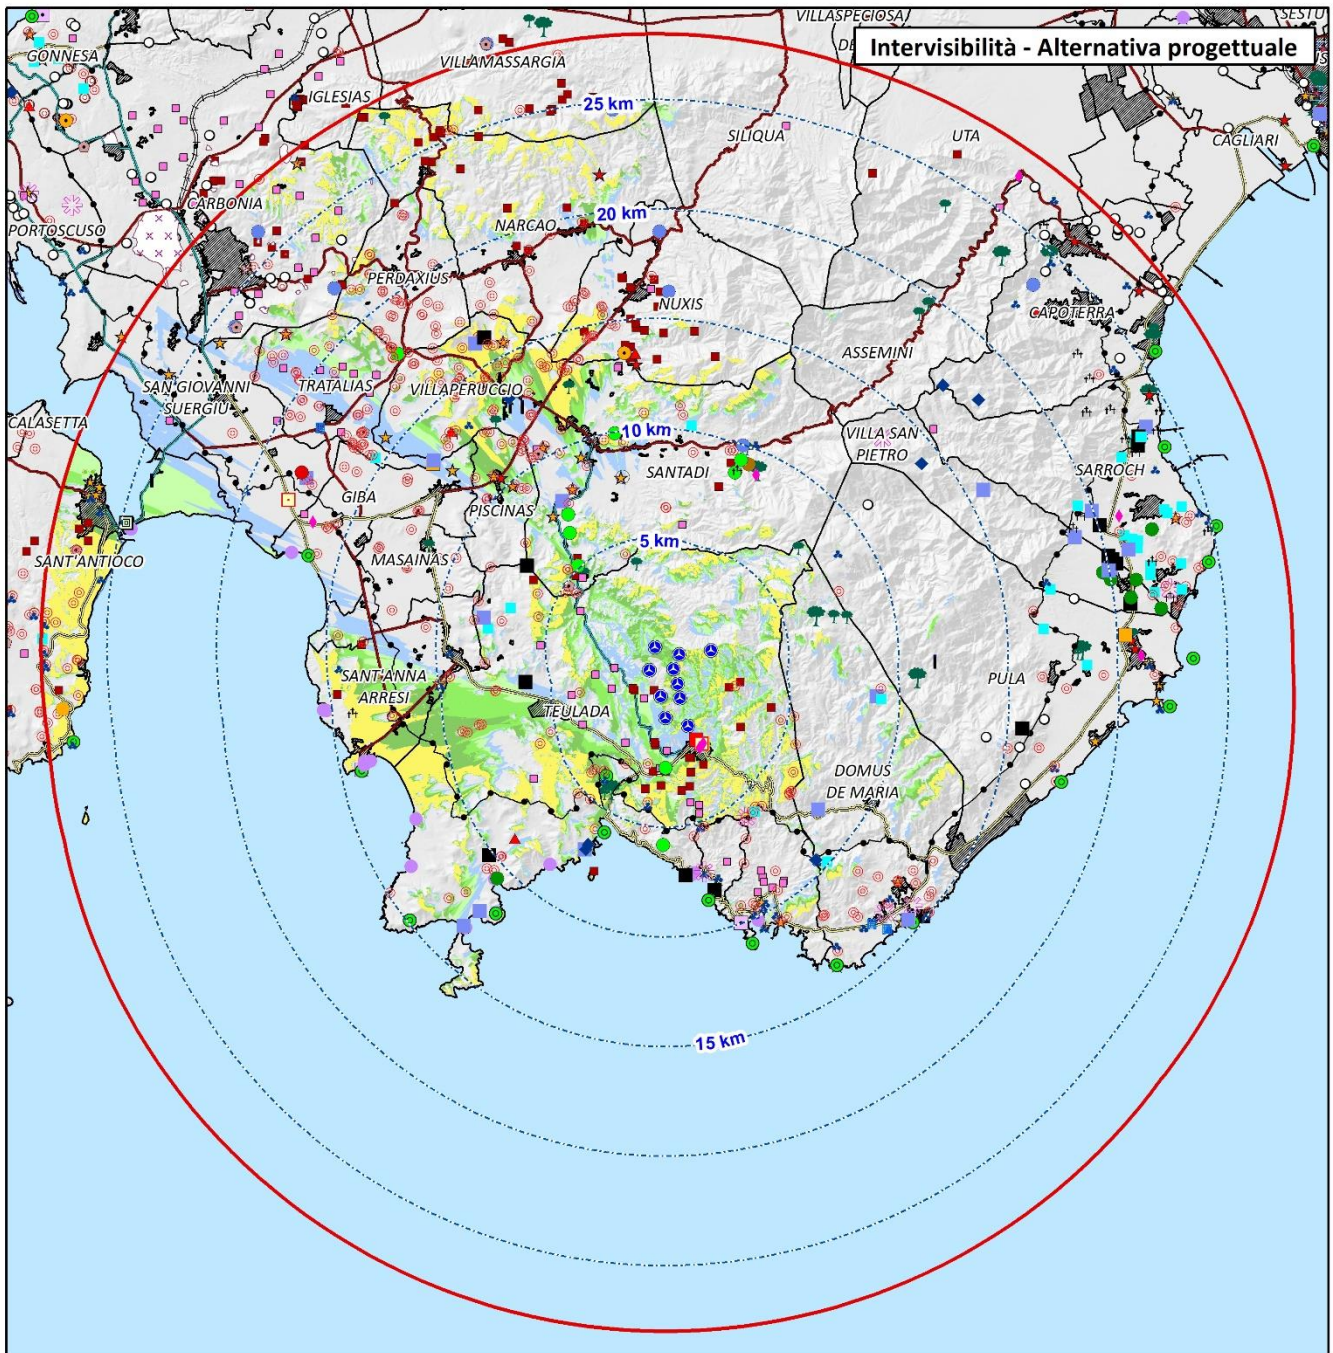 VILLASPECIOSA
SESTU
GONNESA
Intervisibilità - Alternativa progettuale
VILLAMASSARGIA
IGLESIAS
25 km
SILIQUA
UTA
CAGLIARI
CARBONIA
20 km
PORTOSCUSO
NARCAO
PERDAXIUS
NUXIS
CAPOTERRA
ASSEMINI
SAN GIOVANNI
SUERGIU
TRATALIAS
VILLAPERUCCIO
CALASETTA
10 km
VILLA SAN
PIETRO
SANTADI
SARROCH
GIBA
PISCINAS
5 km
SANT'ANTIOCO
MASAINAS
SANT'ANNA
ARRESI
PULA
TEULADA
DOMUS
DE MARIA
15 km